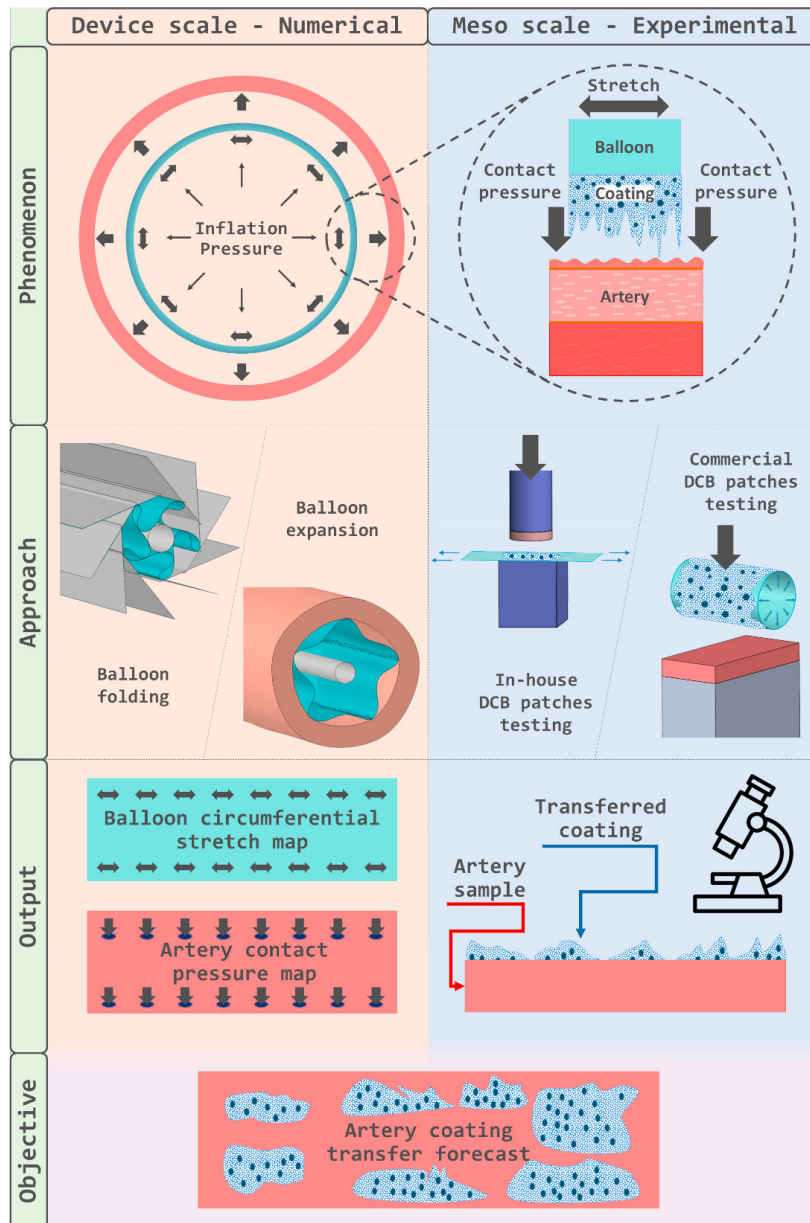 Device scale - Numerical
Meso scale - Experimental
Phenomenon
Inflation
Pressure
Stretch
Balloon
Contact
pressure
Coating
Contact
pressure
Artery
Approach
Balloon
folding
Balloon
expansion
In-house
DCB patches
testing
Commercial
DCB patches
testing
Output
Balloon circumferential
stretch map
Artery contact
pressure map
Transferred
coating
Artery
sample
Objective
Artery coating
transfer forecast